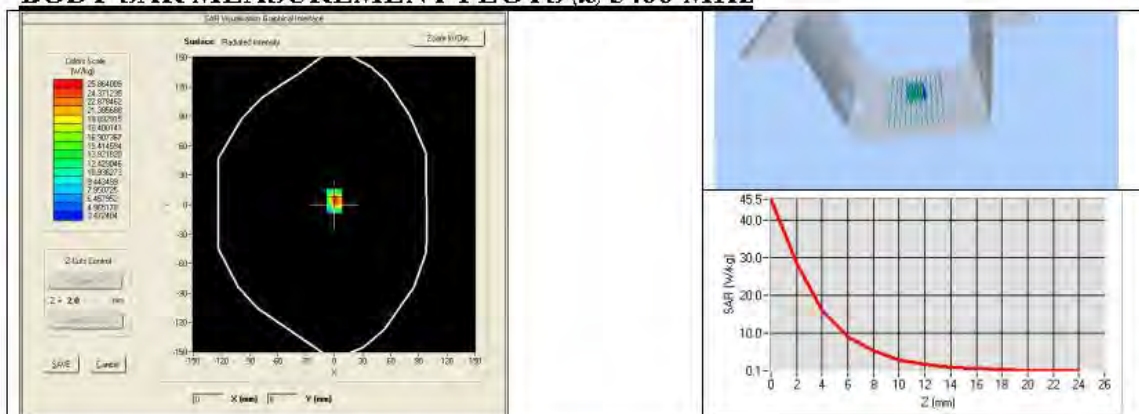 BODY SAR MEASUREMENT PLOTS @ 5400 MHz
SAR Visualisation Graphical Interface
Surface: Radiated Intensity
Zoom In/Out
Colors Scale
(W/kg)
25.864009
24.371236
22.878462
21.385688
19.892915
18.400141
16.907367
15.414594
13.921820
12.429046
10.936273
9.443499
7.950725
6.457952
4.965178
3.472404
Z-Cuts Control
Z = 2.0 mm
SAVE
Cancel
150
120
90
60
30
0
-30
-60
-90
-120
-150
-150 -120 -90 -60 -30 0 30 60 90 120 150
X
0 X (mm) Y (mm)
45.5
40.0
30.0
20.0
10.0
0.1
SAR (W/kg)
0 2 4 6 8 10 12 14 16 18 20 22 24 26
Z (mm)